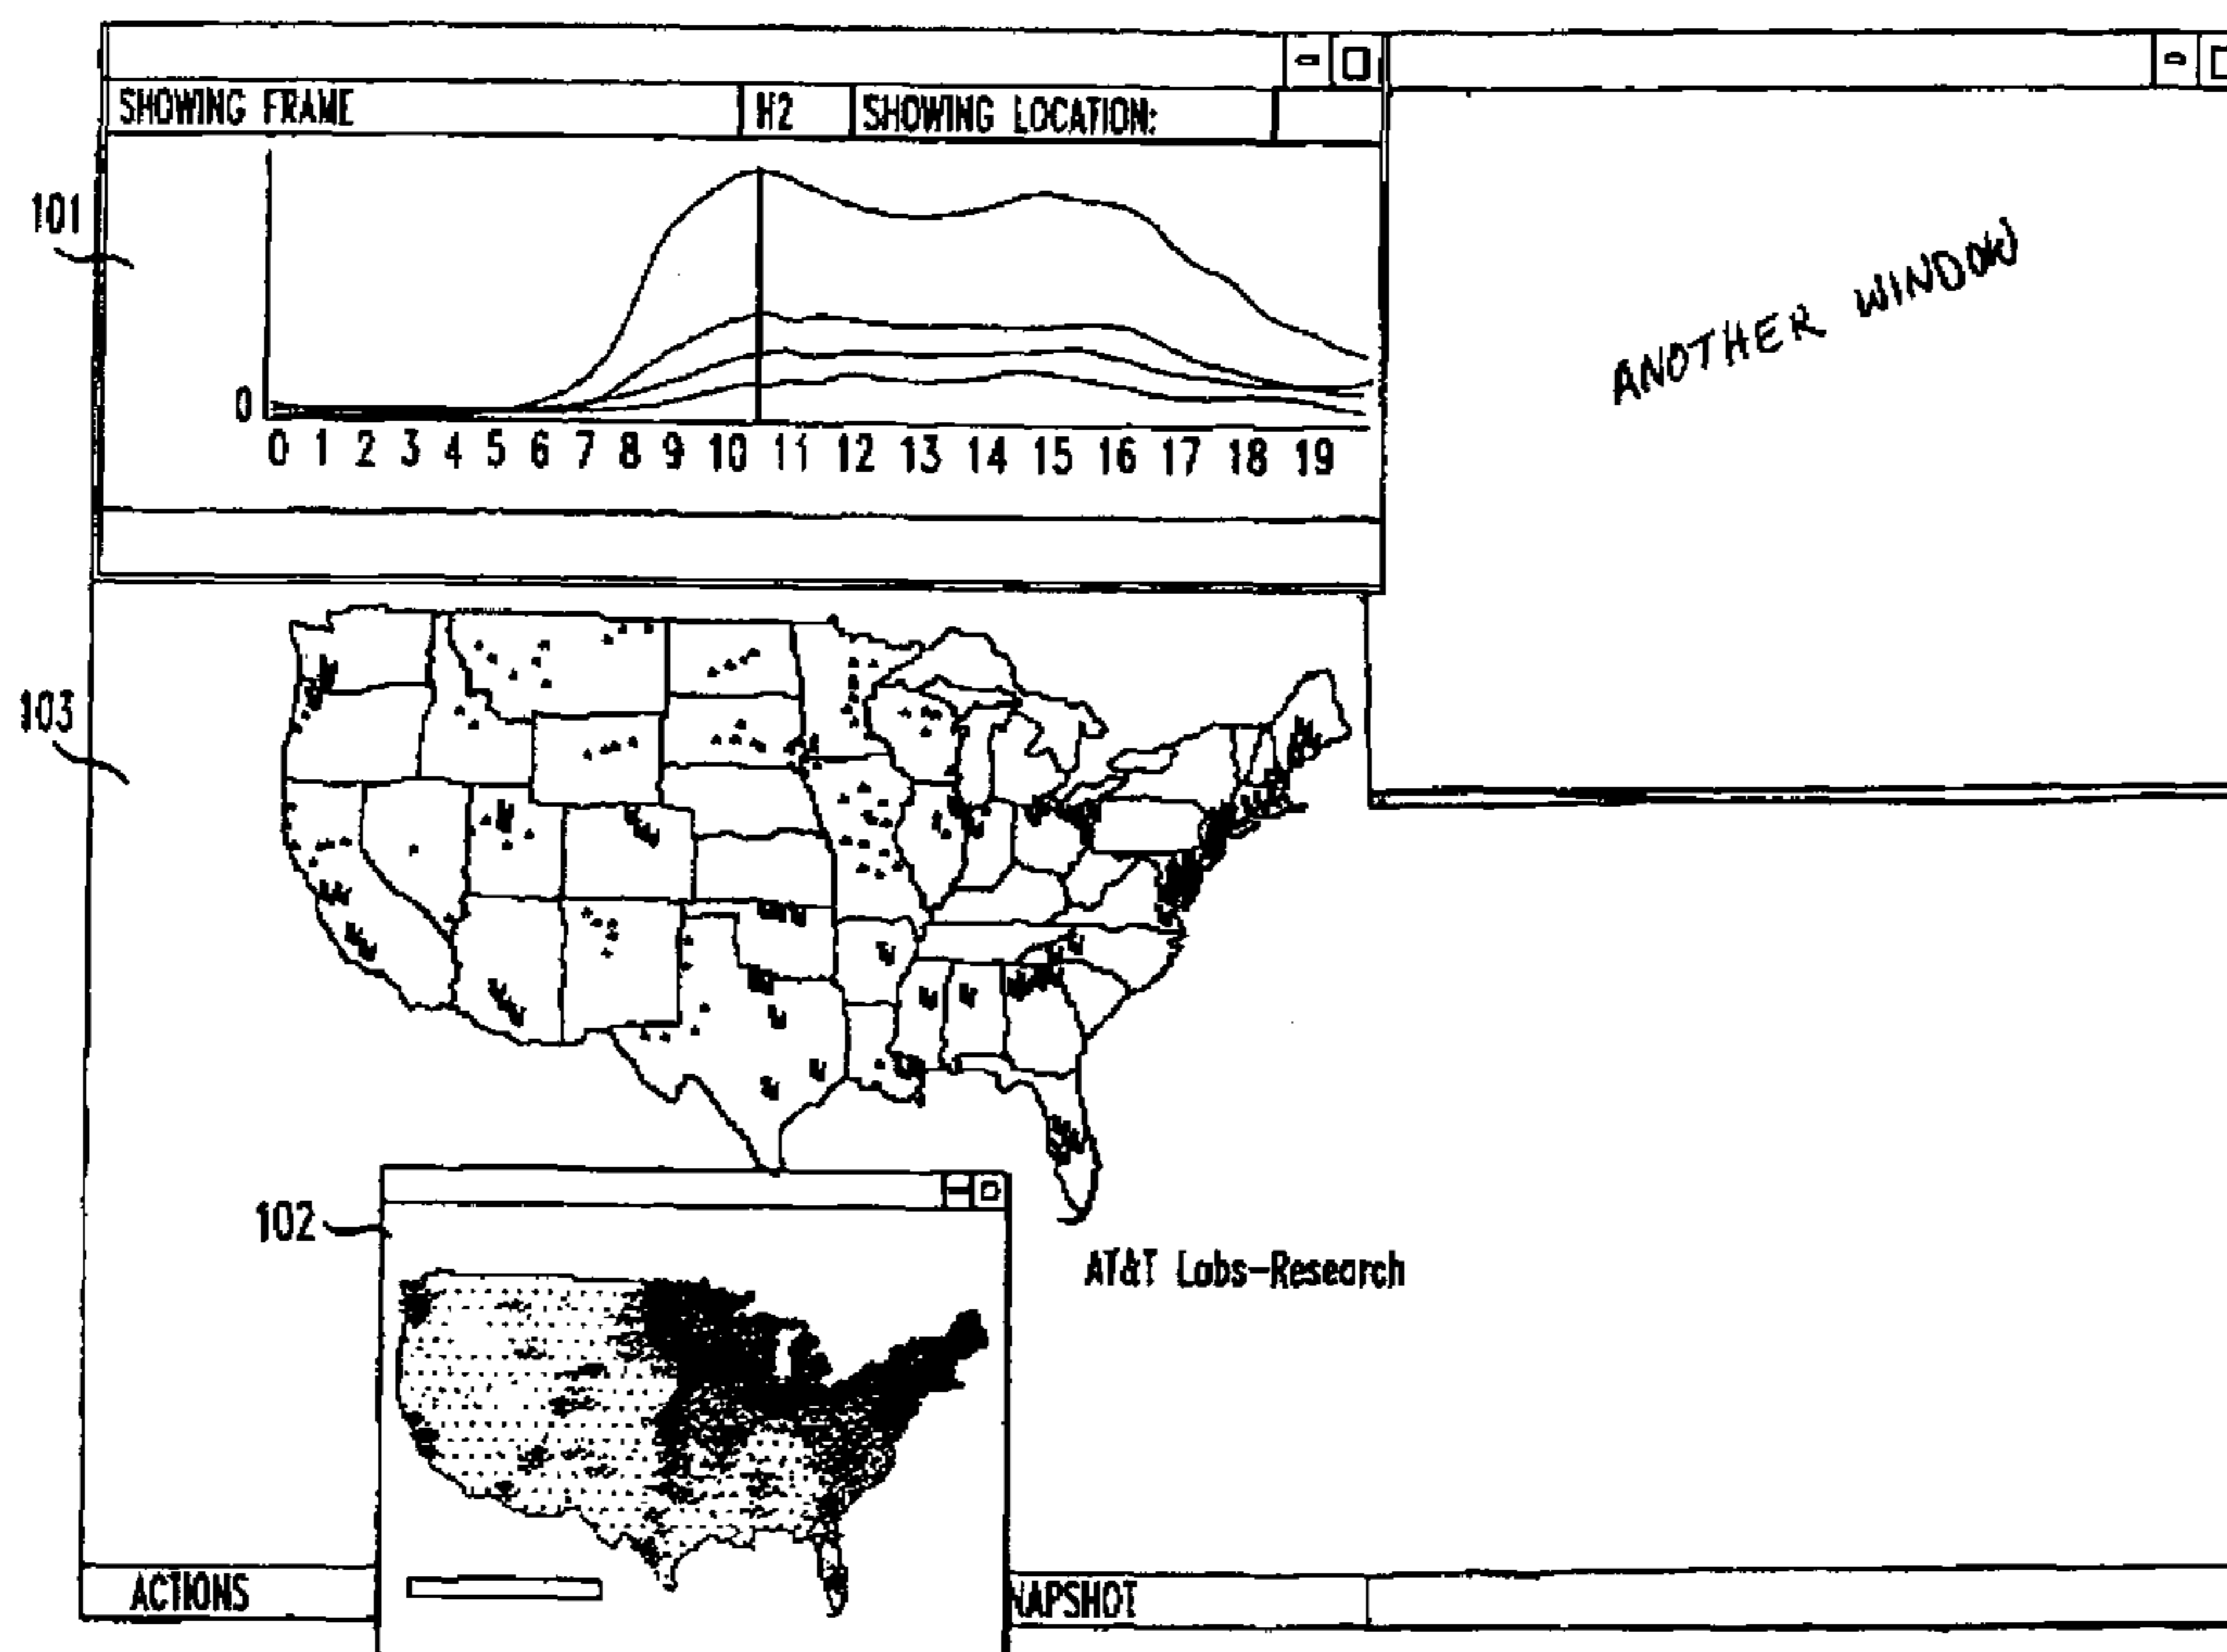 SHOWING FRAME H2 SHOWING LOCATION:
101
ANOTHER WINDOW
0
0 1 2 3 4 5 6 7 8 9 10 11 12 13 14 15 16 17 18 19
103
102
AT&T Labs-Research
ACTIONS
NAPSHOT